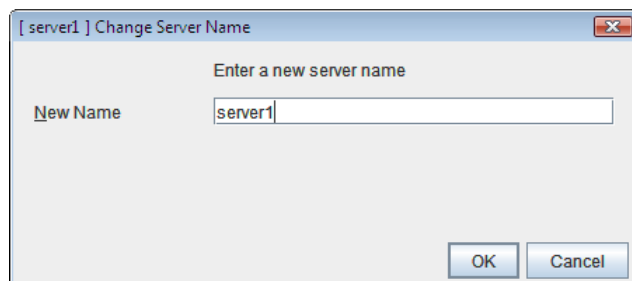 [ server1 ] Change Server Name
Enter a new server name
New Name server1
OK Cancel